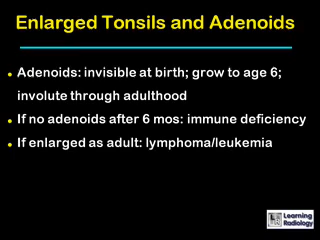 Enlarged Tonsils and Adenoids
Adenoids: invisible at birth; grow to age 6;
involute through adulthood
If no adenoids after 6 mos: immune deficiency
If enlarged as adult: lymphoma/leukemia
Learning
Radiology